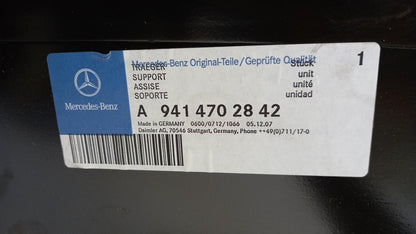 Mercedes-Benz Original-Teile/Geprüfte Qualität
TRAEGER Stück 1
SUPPORT unit
ASSISE unité
SOPORTE unidad
Mercedes-Benz
A 941 470 28 42
Made in GERMANY 0600/0712/1066 05.12.07
Daimler AG, 70546 Stuttgart, Germany, Phone ++49(0)711/17-0